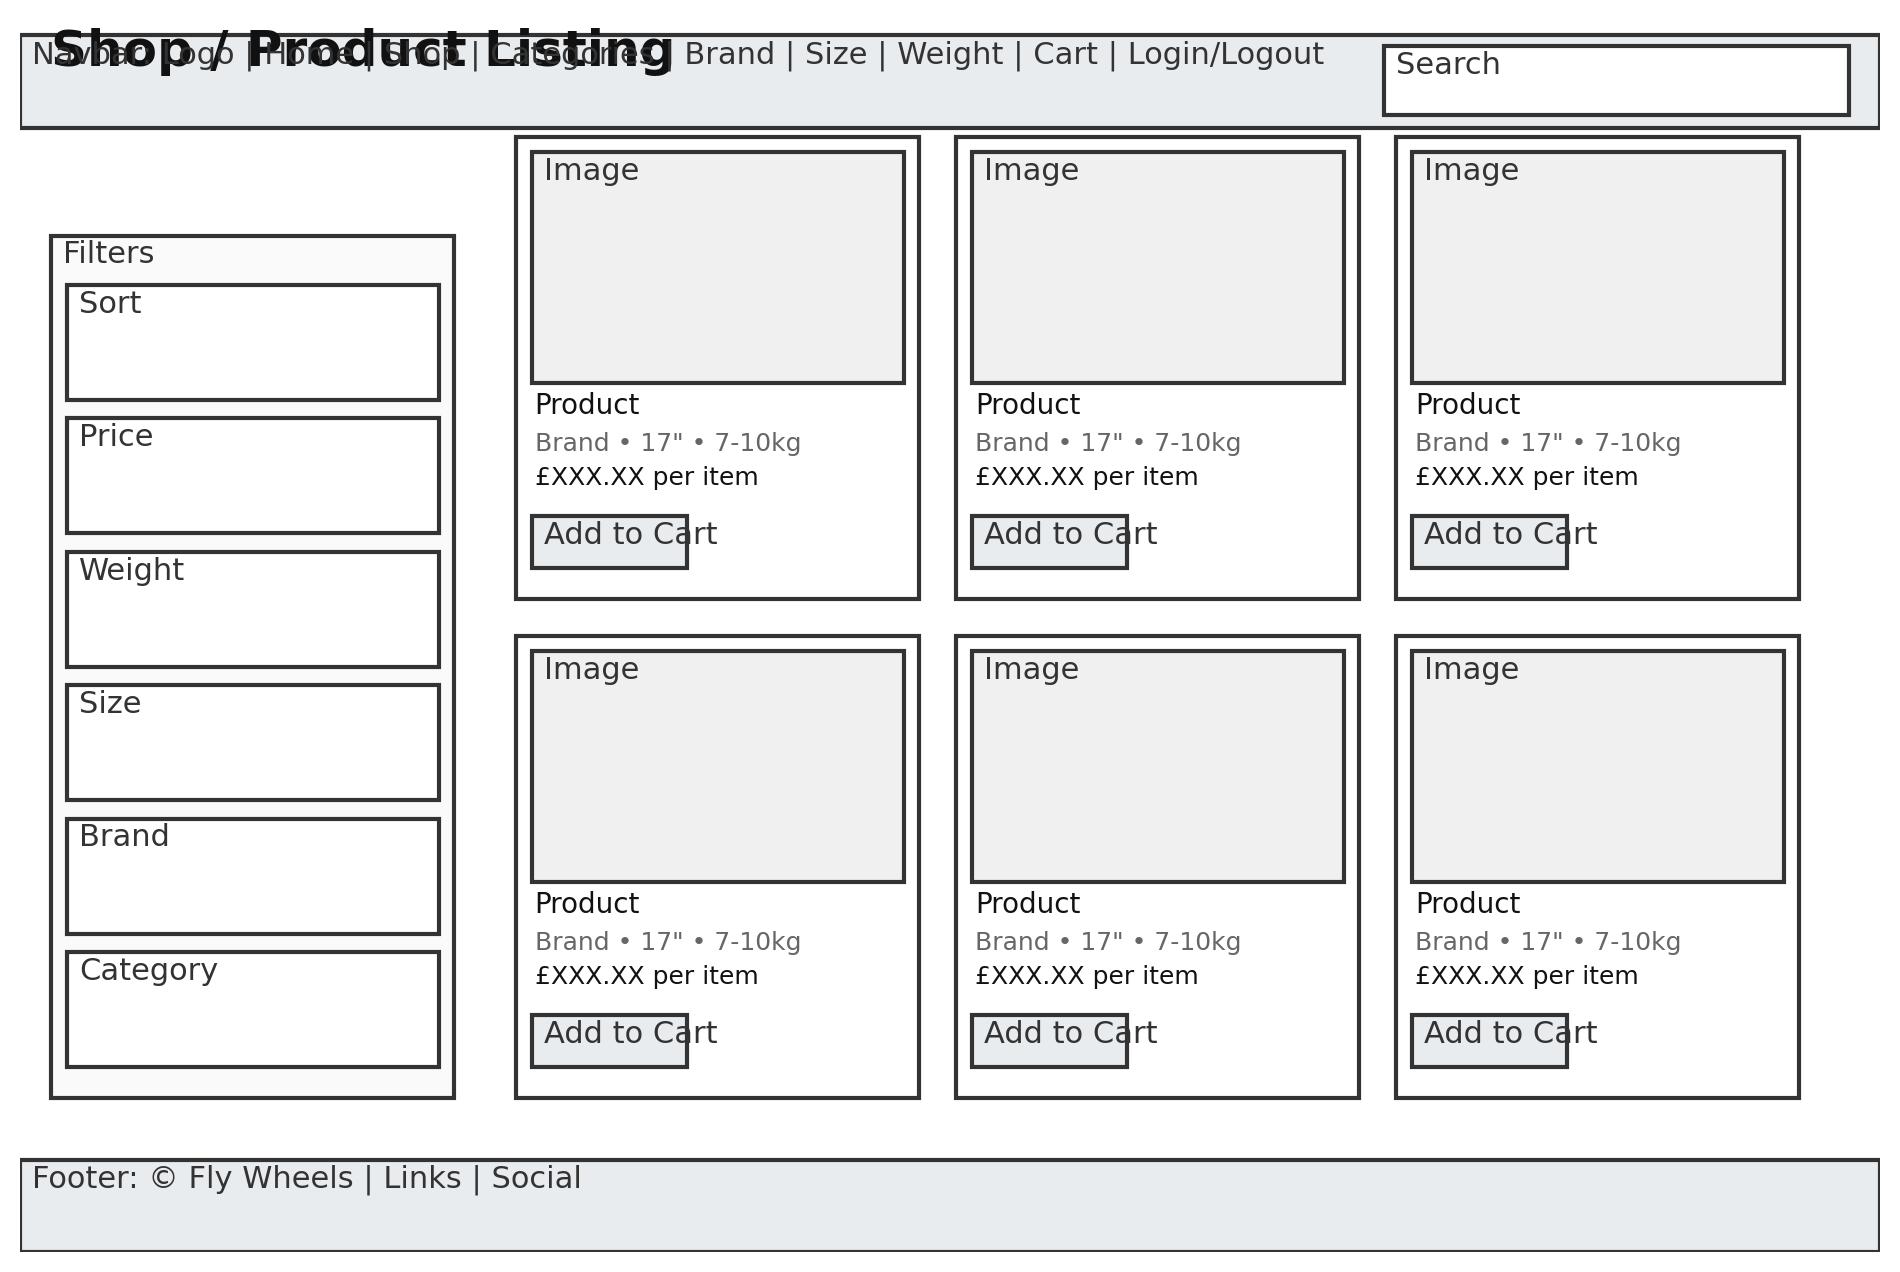 Shop / Product Listing
Navbar: Logo | Home | Shop | Categories | Brand | Size | Weight | Cart | Login/Logout
Search
Filters
Sort
Price
Weight
Size
Brand
Category
Image
Product
Brand • 17" • 7-10kg
£XXX.XX per item
Add to Cart
Image
Product
Brand • 17" • 7-10kg
£XXX.XX per item
Add to Cart
Image
Product
Brand • 17" • 7-10kg
£XXX.XX per item
Add to Cart
Image
Product
Brand • 17" • 7-10kg
£XXX.XX per item
Add to Cart
Image
Product
Brand • 17" • 7-10kg
£XXX.XX per item
Add to Cart
Image
Product
Brand • 17" • 7-10kg
£XXX.XX per item
Add to Cart
Footer: © Fly Wheels | Links | Social